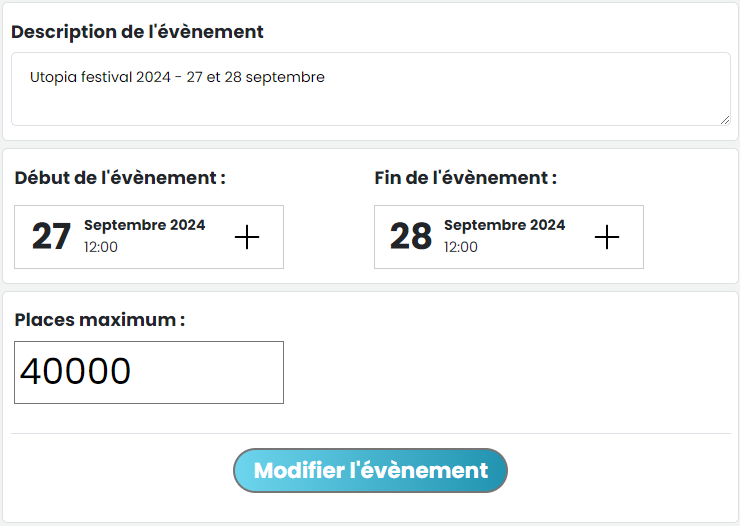 Description de l'évènement
Utopia festival 2024 - 27 et 28 septembre
Début de l'évènement :
Fin de l'évènement :
27 Septembre 2024
12:00
28 Septembre 2024
12:00
Places maximum :
40000
Modifier l'évènement